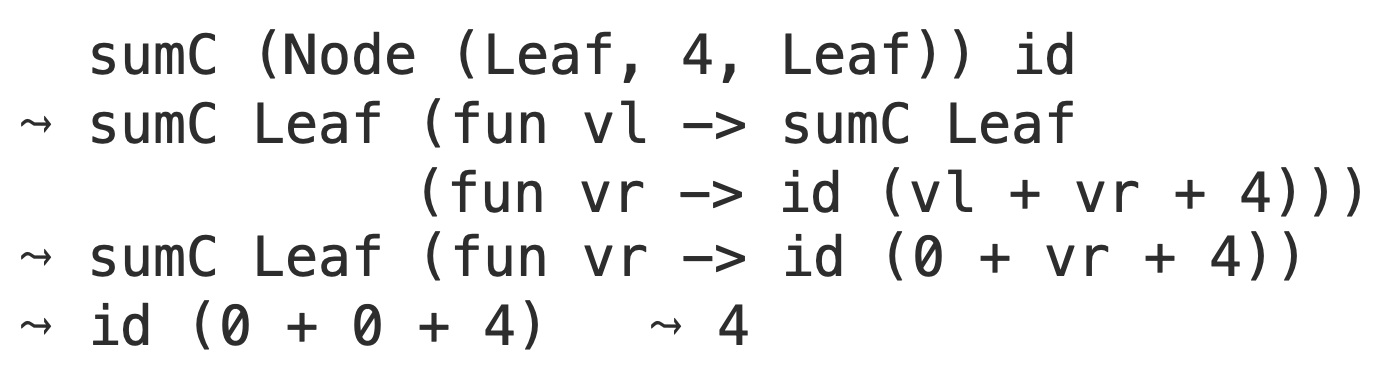 sumC (Node (Leaf, 4, Leaf)) id
⤳ sumC Leaf (fun vl -> sumC Leaf
(fun vr -> id (vl + vr + 4)))
⤳ sumC Leaf (fun vr -> id (0 + vr + 4))
⤳ id (0 + 0 + 4) ⤳ 4